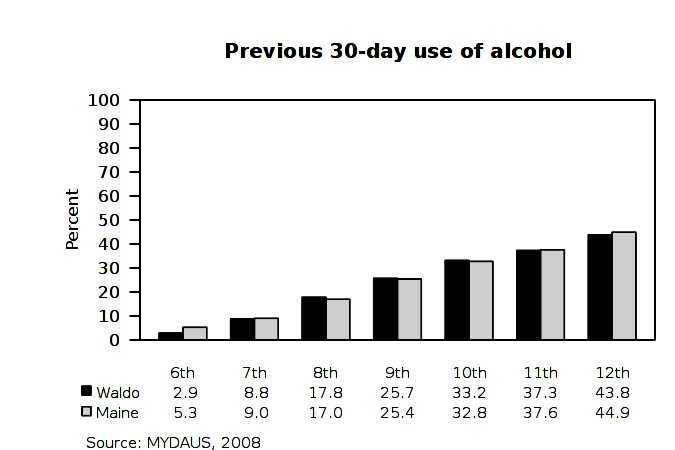 Previous 30-day use of alcohol
100
90
80
70
60
50
40
30
20
10
0
Percent
6th 7th 8th 9th 10th 11th 12th
Waldo 2.9 8.8 17.8 25.7 33.2 37.3 43.8
Maine 5.3 9.0 17.0 25.4 32.8 37.6 44.9
Source: MYDAUS, 2008